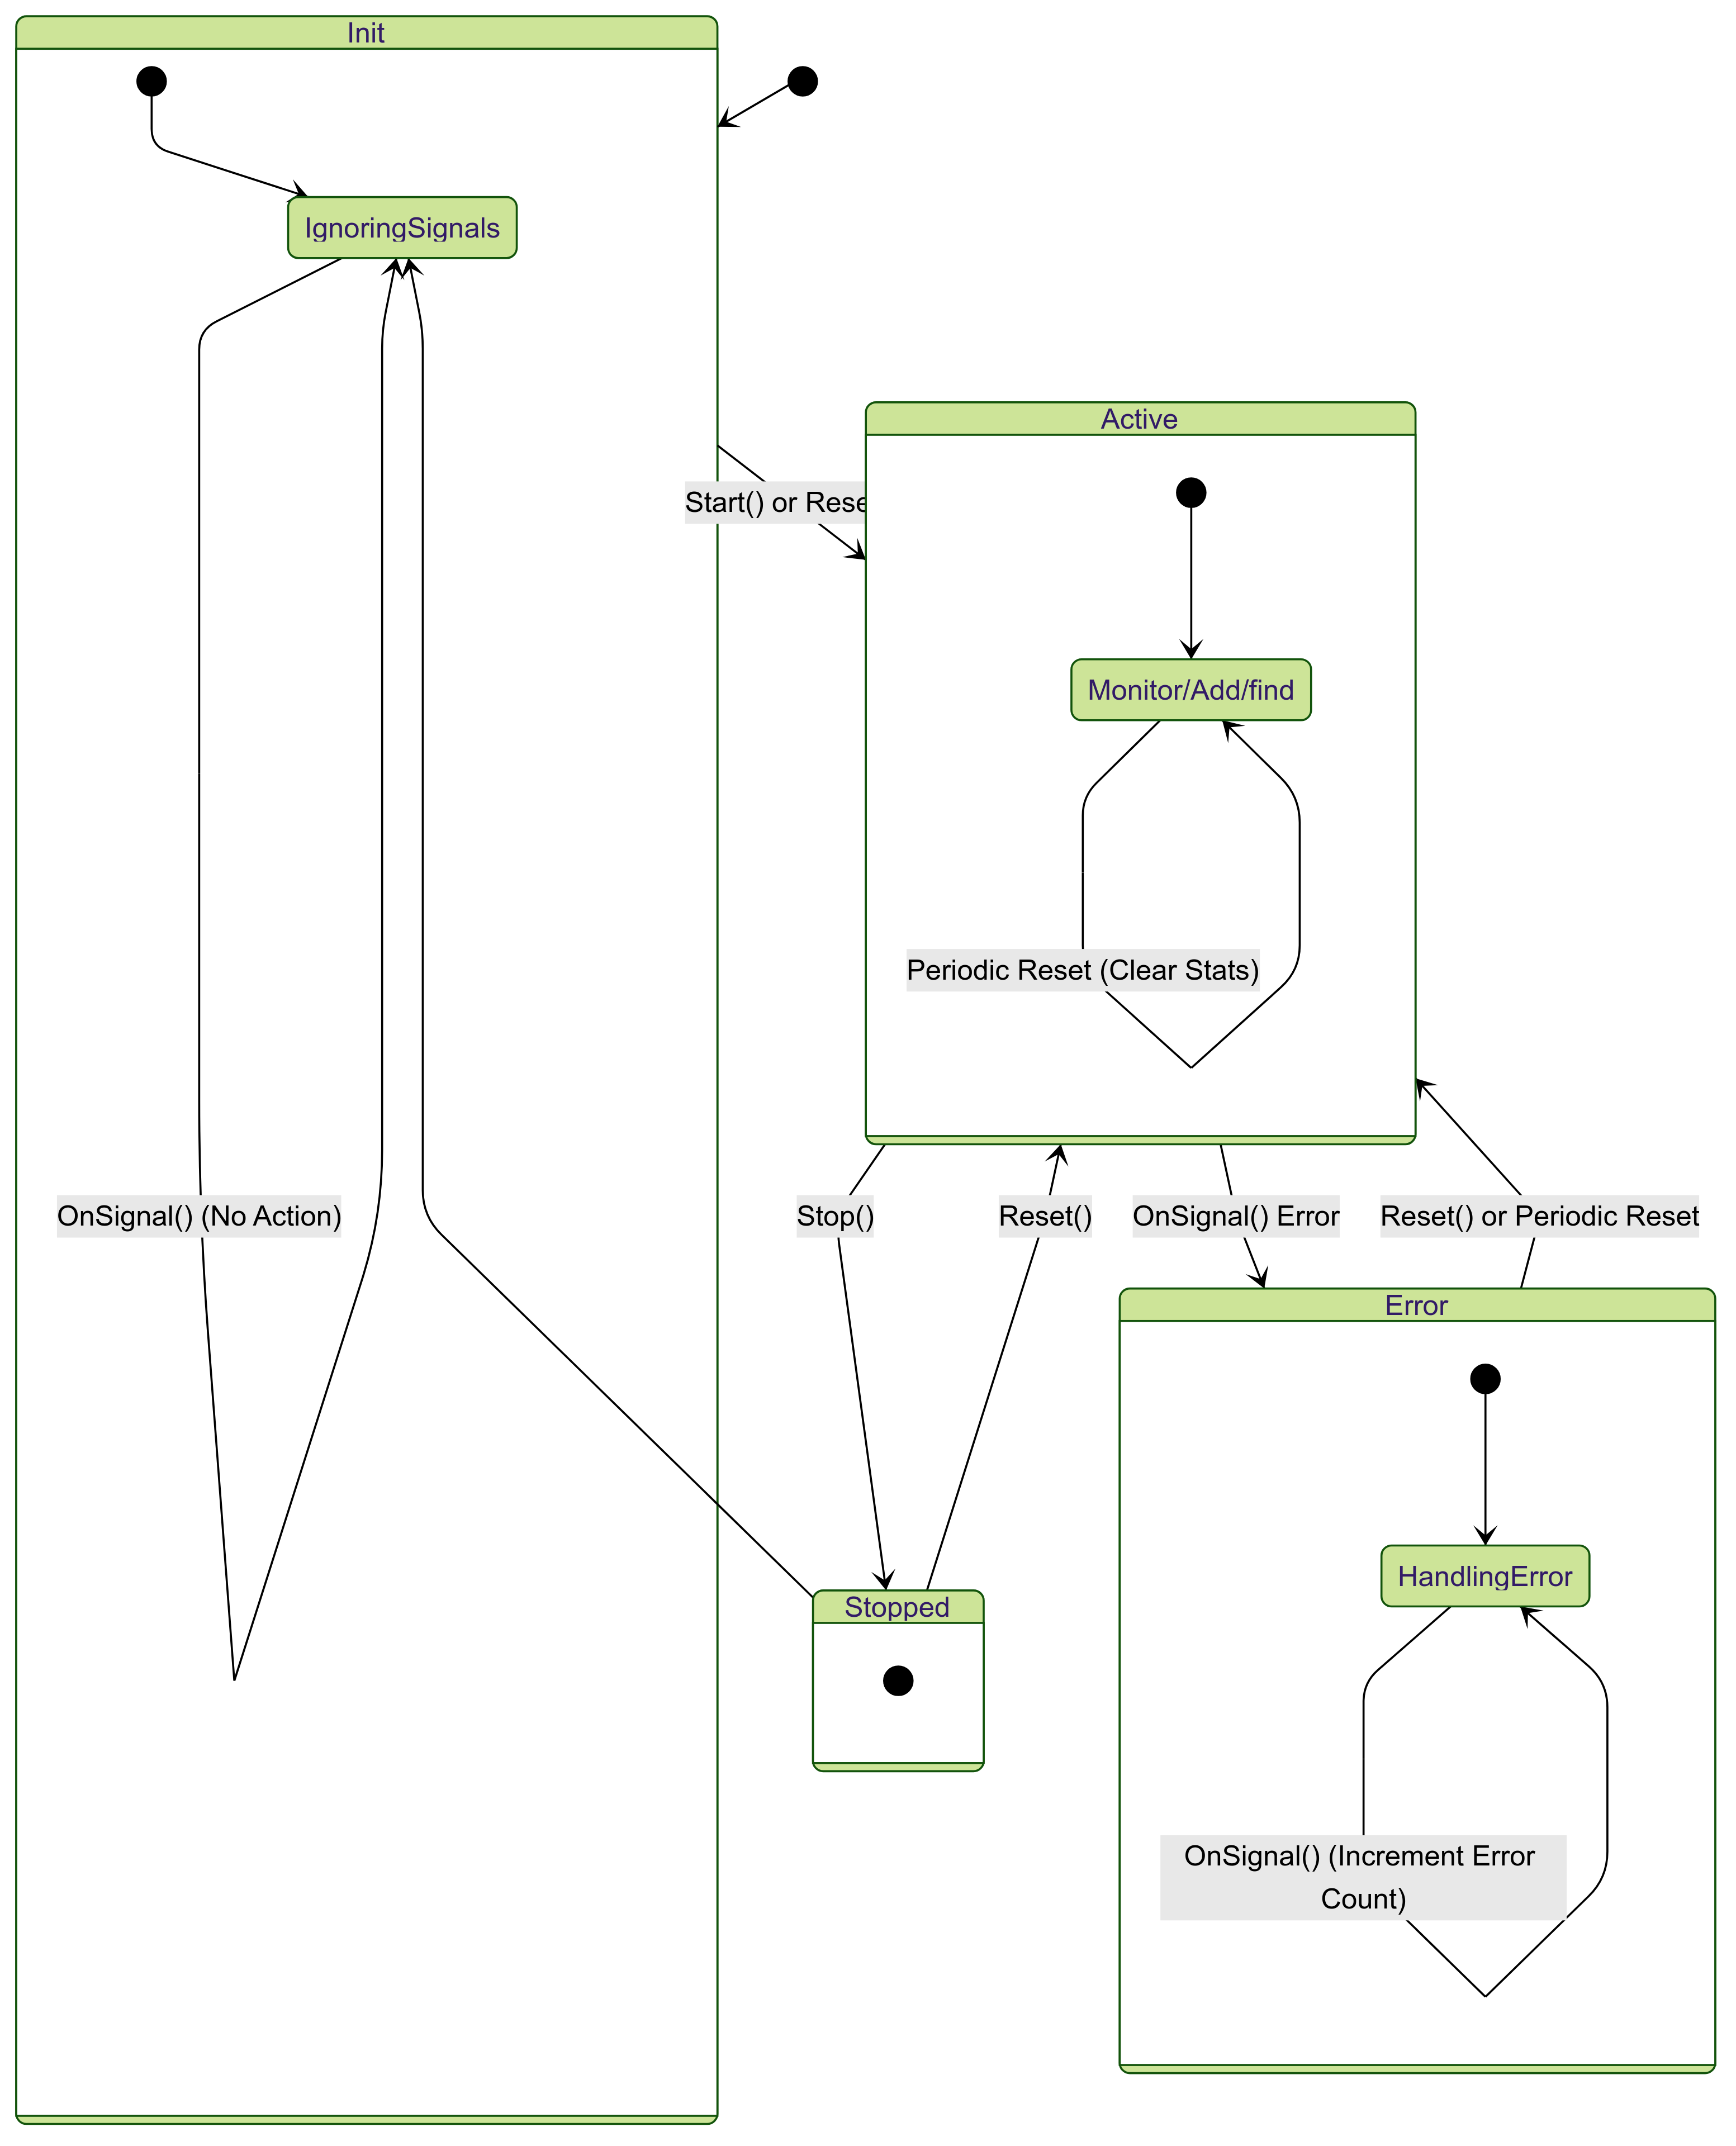 Init
IgnoringSignals
Active
Start() or Rese
Monitor/Add/find
Periodic Reset (Clear Stats)
OnSignal() (No Action)
Stop()
Reset()
OnSignal() Error
Reset() or Periodic Reset
Error
HandlingError
Stopped
OnSignal() (Increment Error
Count)